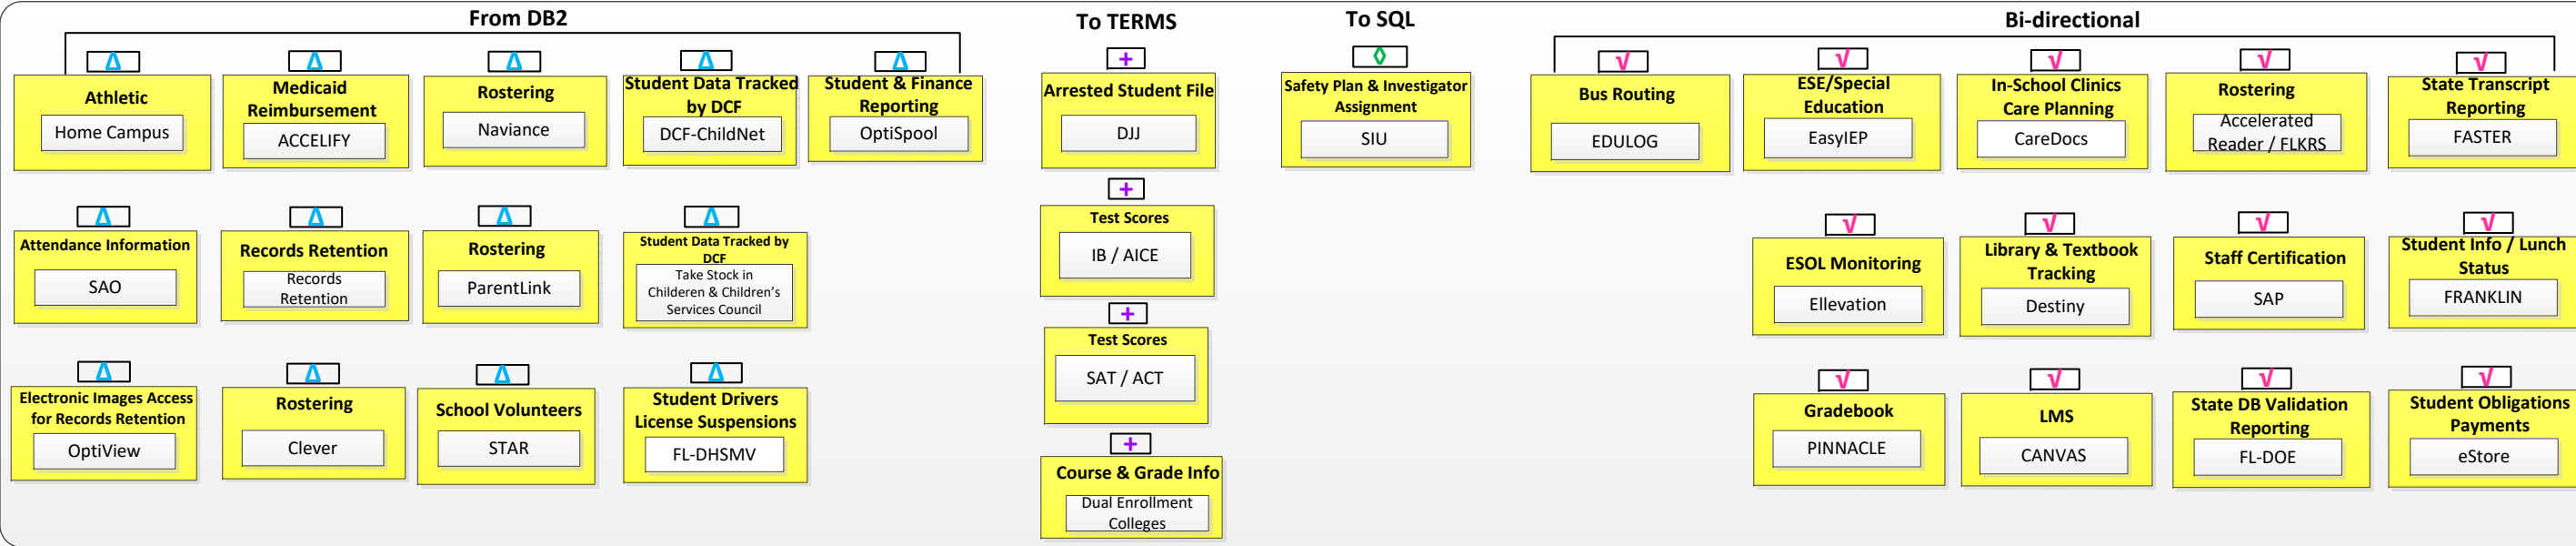 From DB2
Δ
Athletic
Home Campus
Δ
Medicaid
Reimbursement
ACCELIFY
Δ
Rostering
Naviance
Δ
Student Data Tracked
by DCF
DCF-ChildNet
Δ
Student & Finance
Reporting
OptiSpool
Δ
Attendance Information
SAO
Δ
Records Retention
Records
Retention
Δ
Rostering
ParentLink
Δ
Student Data Tracked by
DCF
Take Stock in
Childeren & Children’s
Services Council
Δ
Electronic Images Access
for Records Retention
OptiView
Δ
Rostering
Clever
Δ
School Volunteers
STAR
Δ
Student Drivers
License Suspensions
FL-DHSMV
To TERMS
+
Arrested Student File
DJJ
+
Test Scores
IB / AICE
+
Test Scores
SAT / ACT
+
Course & Grade Info
Dual Enrollment
Colleges
To SQL
◊
Safety Plan & Investigator
Assignment
SIU
Bi-directional
√
Bus Routing
EDULOG
√
ESE/Special
Education
EasyIEP
√
In-School Clinics
Care Planning
CareDocs
√
Rostering
Accelerated
Reader / FLKRS
√
State Transcript
Reporting
FASTER
√
ESOL Monitoring
Ellevation
√
Library & Textbook
Tracking
Destiny
√
Staff Certification
SAP
√
Student Info / Lunch
Status
FRANKLIN
√
Gradebook
PINNACLE
√
LMS
CANVAS
√
State DB Validation
Reporting
FL-DOE
√
Student Obligations
Payments
eStore